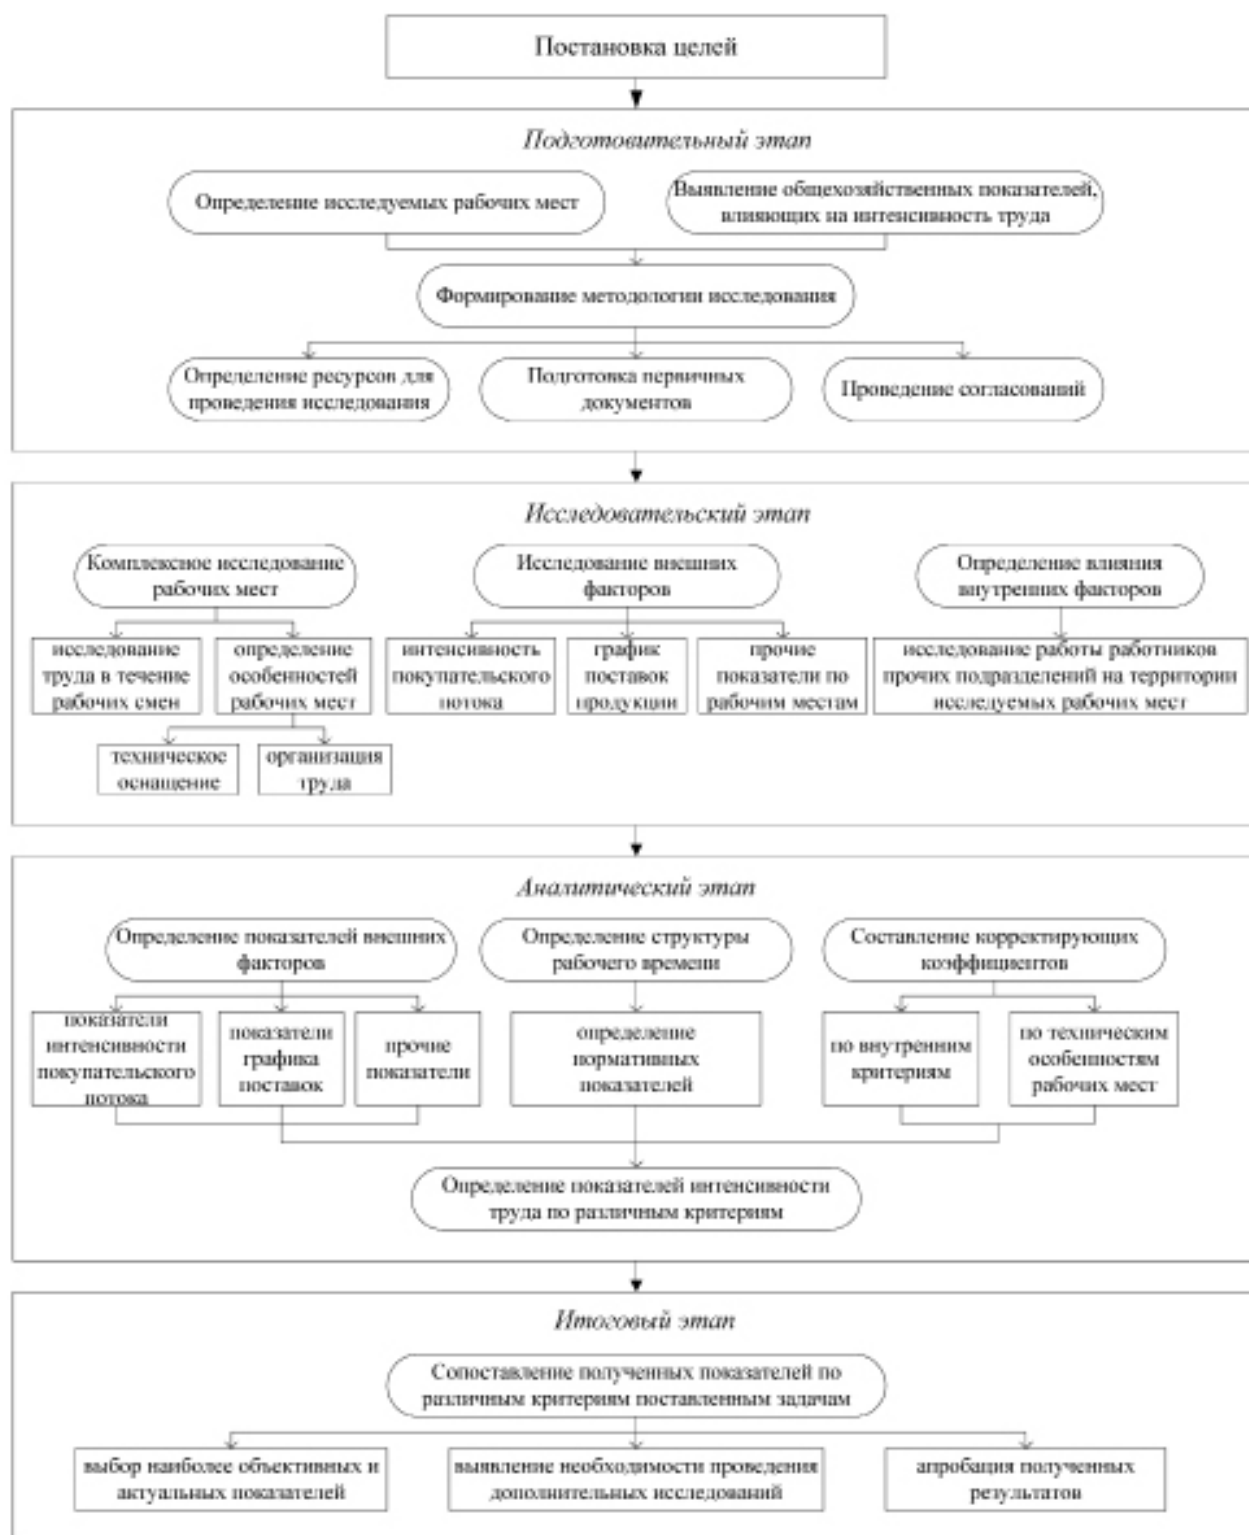 Постановка целей
Подготовительный этап
Определение исследуемых рабочих мест
Выявление общехозяйственных показателей,
влияющих на интенсивность труда
Формирование методологии исследования
Определение ресурсов для
проведения исследования
Подготовка первичных
документов
Проведение согласований
Исследовательский этап
Комплексное исследование
рабочих мест
Исследование внешних
факторов
Определение влияния
внутренних факторов
исследование
труда в течение
рабочих смен
определение
особенностей
рабочих мест
интенсивность
покупательского
потока
график
поставок
продукции
прочие
показатели по
рабочим местам
исследование работы работников
прочих подразделений на территории
исследуемых рабочих мест
техническое
оснащение
организация
труда
Аналитический этап
Определение показателей внешних
факторов
Определение структуры
рабочего времени
Составление корректирующих
коэффициентов
показатели
интенсивности
покупательского
потока
показатели
графика
поставок
прочие
показатели
определение
нормативных
показателей
по внутренним
критериям
по техническим
особенностям
рабочих мест
Определение показателей интенсивности
труда по различным критериям
Итоговый этап
Сопоставление полученных показателей по
различным критериям поставленным задачам
выбор наиболее объективных и
актуальных показателей
выявление необходимости проведения
дополнительных исследований
апробация полученных
результатов